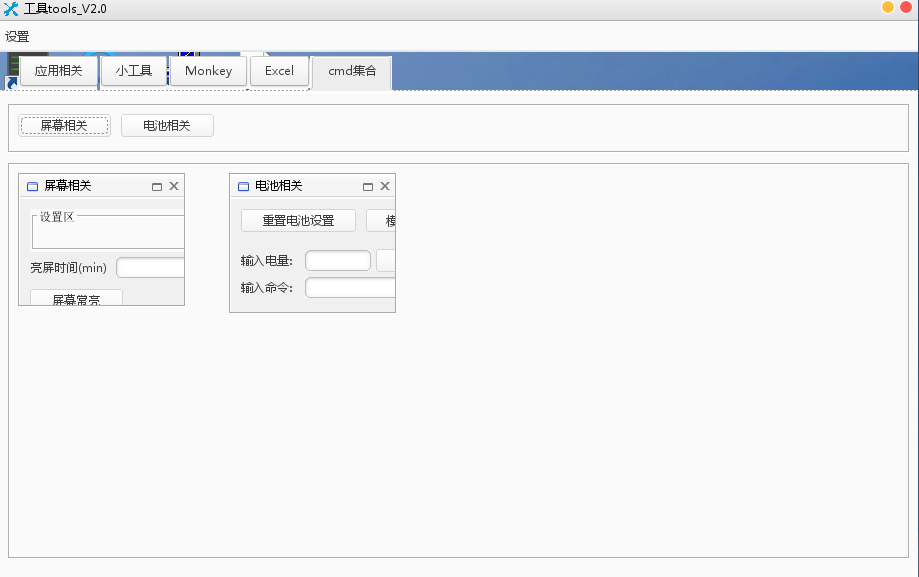 工具tools_V2.0
设置
应用相关 小工具 Monkey Excel cmd集合
屏幕相关 电池相关
屏幕相关
设置区
亮屏时间(min)
屏幕常亮
电池相关
重置电池设置
输入电量:
输入命令: